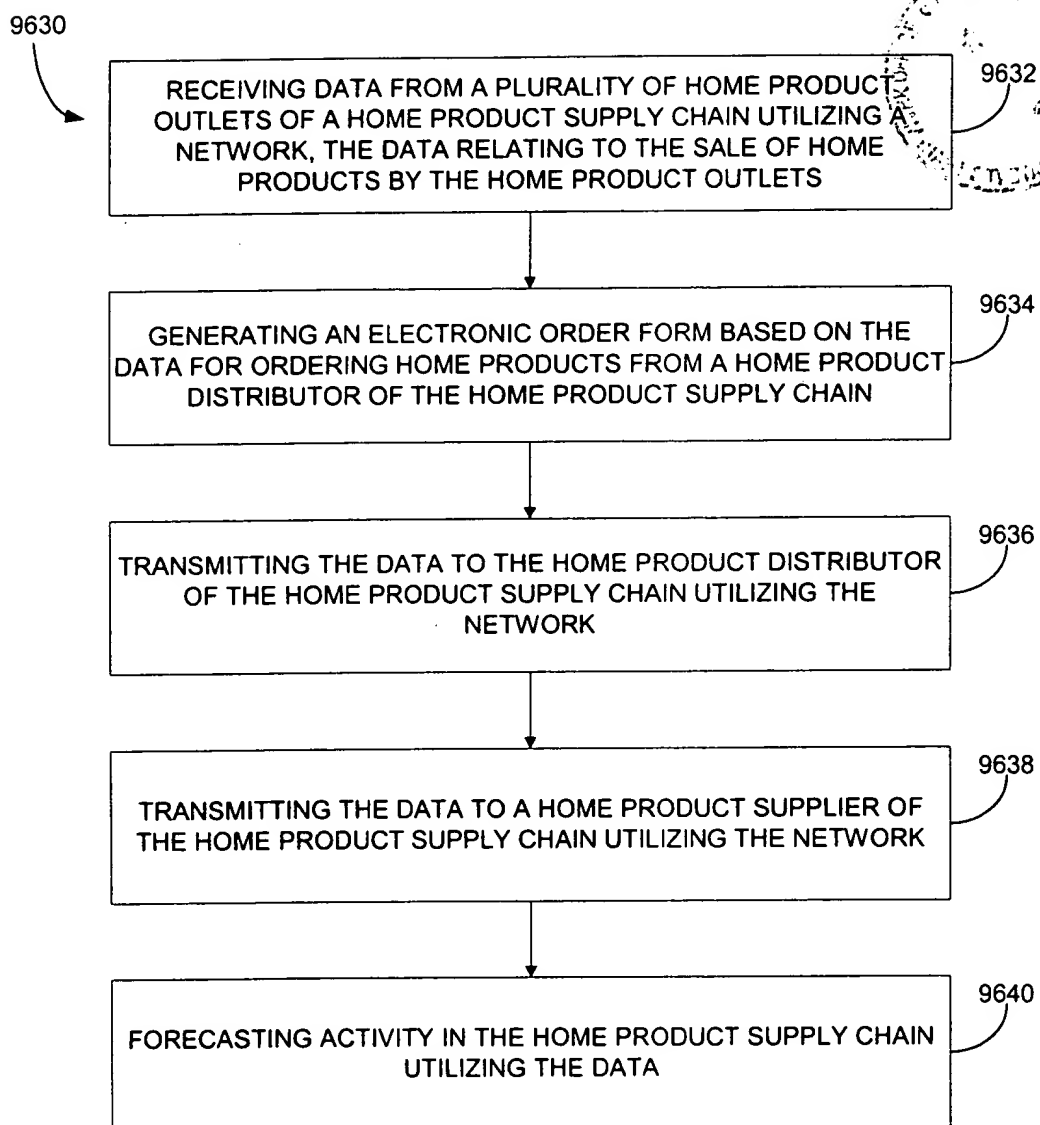 9630
RECEIVING DATA FROM A PLURALITY OF HOME PRODUCT
OUTLETS OF A HOME PRODUCT SUPPLY CHAIN UTILIZING A
NETWORK, THE DATA RELATING TO THE SALE OF HOME
PRODUCTS BY THE HOME PRODUCT OUTLETS
9632
GENERATING AN ELECTRONIC ORDER FORM BASED ON THE
DATA FOR ORDERING HOME PRODUCTS FROM A HOME PRODUCT
DISTRIBUTOR OF THE HOME PRODUCT SUPPLY CHAIN
9634
TRANSMITTING THE DATA TO THE HOME PRODUCT DISTRIBUTOR
OF THE HOME PRODUCT SUPPLY CHAIN UTILIZING THE
NETWORK
9636
TRANSMITTING THE DATA TO A HOME PRODUCT SUPPLIER OF
THE HOME PRODUCT SUPPLY CHAIN UTILIZING THE NETWORK
9638
FORECASTING ACTIVITY IN THE HOME PRODUCT SUPPLY CHAIN
UTILIZING THE DATA
9640